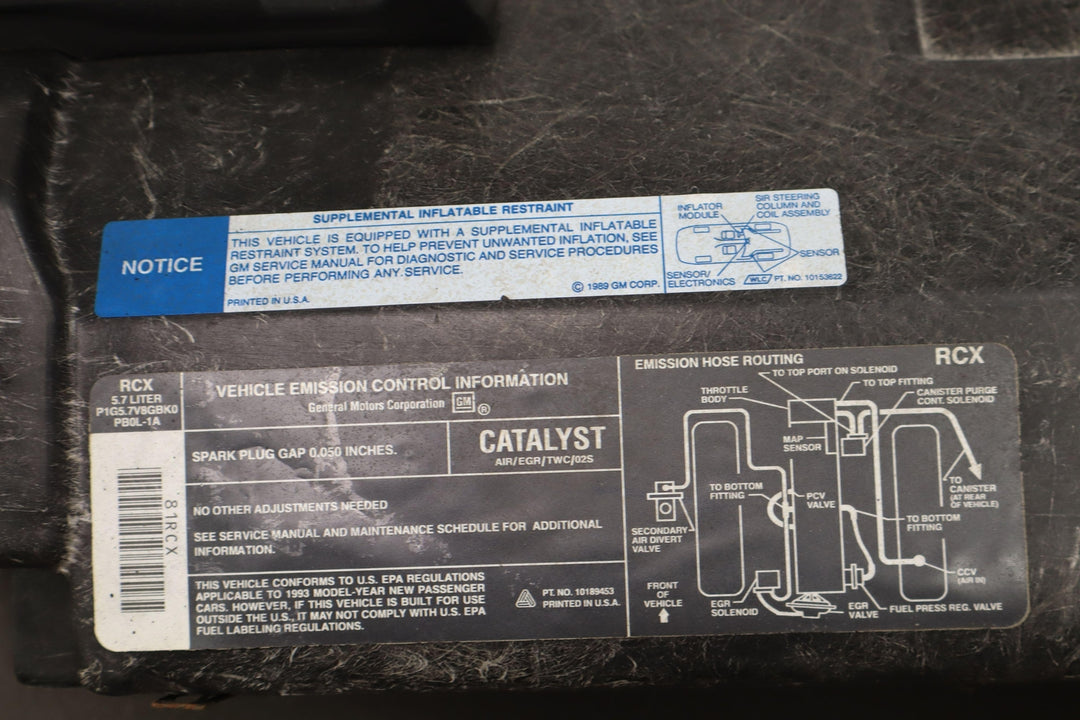 NOTICE
SUPPLEMENTAL INFLATABLE RESTRAINT
THIS VEHICLE IS EQUIPPED WITH A SUPPLEMENTAL INFLATABLE
RESTRAINT SYSTEM. TO HELP PREVENT UNWANTED INFLATION, SEE
GM SERVICE MANUAL FOR DIAGNOSTIC AND SERVICE PROCEDURES
BEFORE PERFORMING ANY SERVICE.
PRINTED IN U.S.A.
© 1989 GM CORP.
INFLATOR
MODULE
SIR STEERING
COLUMN AND
COIL ASSEMBLY
SENSOR
SENSOR/
ELECTRONICS
WLC PT. NO. 10153622
RCX
5.7 LITER
P1G5.7V8GBK0
PB0L-1A
81RCX
VEHICLE EMISSION CONTROL INFORMATION
General Motors Corporation GM ®
SPARK PLUG GAP 0.050 INCHES.
CATALYST
AIR/EGR/TWC/02S
NO OTHER ADJUSTMENTS NEEDED
SEE SERVICE MANUAL AND MAINTENANCE SCHEDULE FOR ADDITIONAL
INFORMATION.
THIS VEHICLE CONFORMS TO U.S. EPA REGULATIONS
APPLICABLE TO 1993 MODEL-YEAR NEW PASSENGER
CARS. HOWEVER, IF THIS VEHICLE IS BUILT FOR USE
OUTSIDE THE U.S., IT MAY NOT COMPLY WITH U.S. EPA
FUEL LABELING REGULATIONS.
PT. NO. 10189453
PRINTED IN U.S.A.
EMISSION HOSE ROUTING
RCX
TO TOP PORT ON SOLENOID
THROTTLE
BODY
TO TOP FITTING
CANISTER PURGE
CONT. SOLENOID
MAP
SENSOR
TO BOTTOM
FITTING
PCV
VALVE
TO
CANISTER
(AT REAR
OF VEHICLE)
TO BOTTOM
FITTING
SECONDARY
AIR DIVERT
VALVE
CCV
(AIR IN)
FRONT
OF
VEHICLE
EGR
SOLENOID
EGR
VALVE
FUEL PRESS REG. VALVE